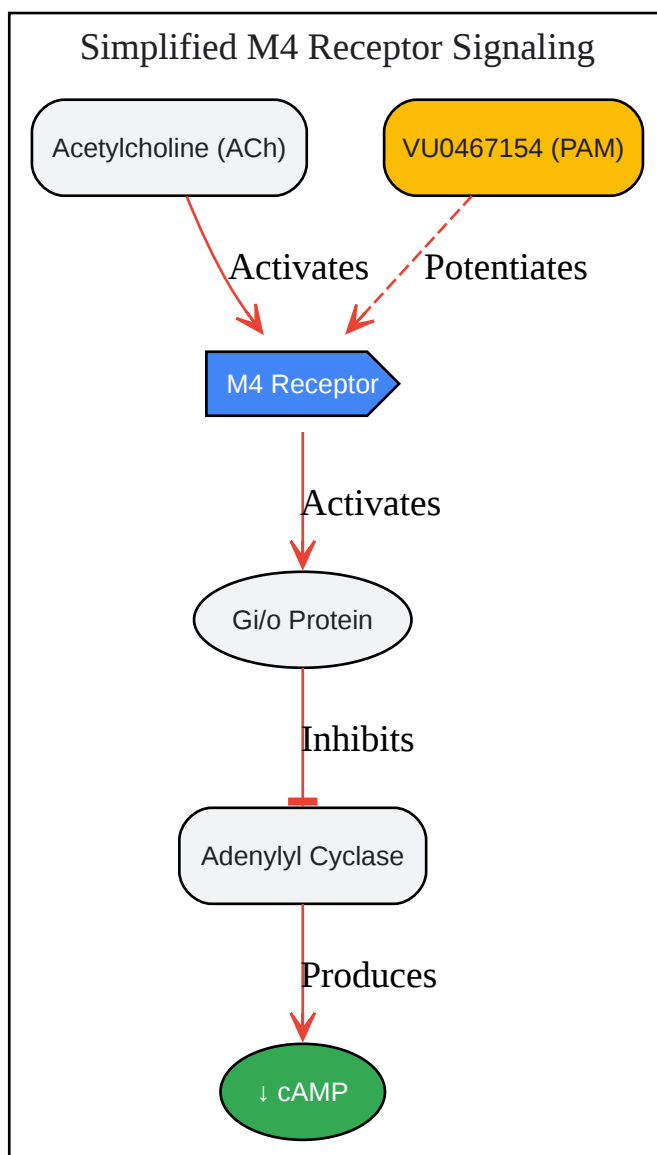 Simplified M4 Receptor Signaling
Acetylcholine (ACh)
VU0467154 (PAM)
Activates
Potentiates
M4 Receptor
Activates
Gi/o Protein
Inhibits
Adenylyl Cyclase
Produces
↓ cAMP